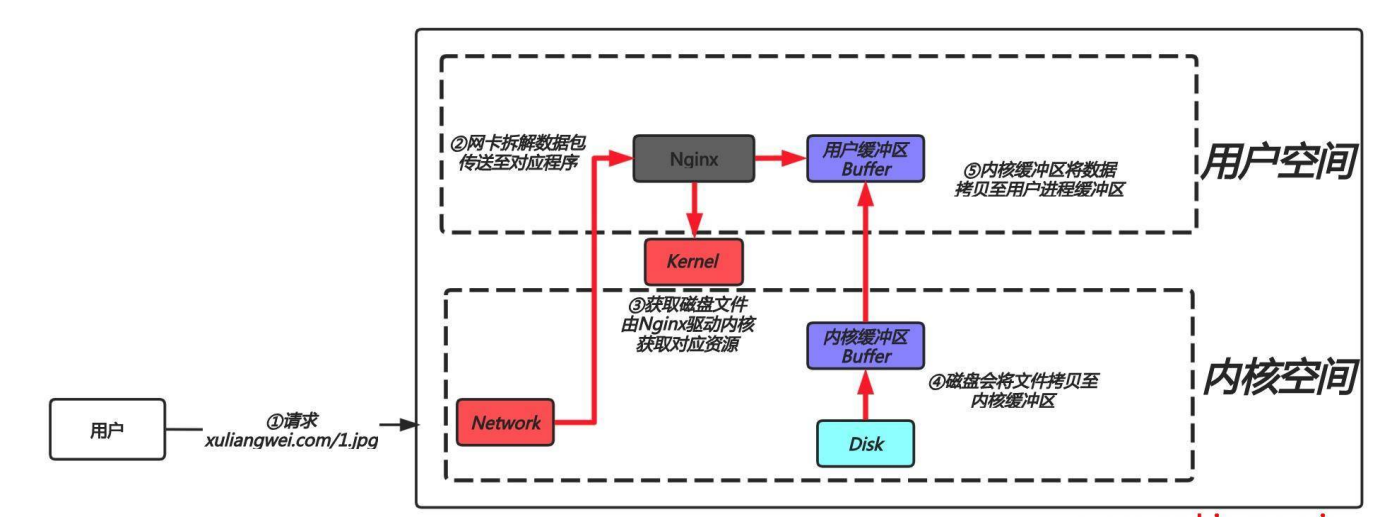 ②网卡拆解数据包
传送至对应程序
Nginx
用户缓冲区
Buffer
⑤内核缓冲区将数据
拷贝至用户进程缓冲区
用户空间
Kernel
③获取磁盘文件
由Nginx驱动内核
获取对应资源
内核缓冲区
Buffer
④磁盘会将文件拷贝至
内核缓冲区
内核空间
用户
①请求
xuliangwei.com/1.jpg
Network
Disk